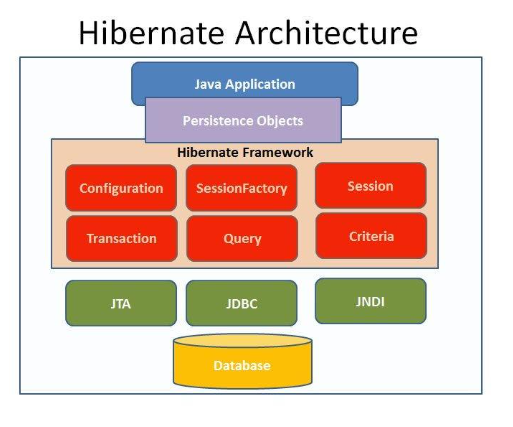 Hibernate Architecture
Java Application
Persistence Objects
Hibernate Framework
Configuration
SessionFactory
Session
Transaction
Query
Criteria
JTA
JDBC
JNDI
Database